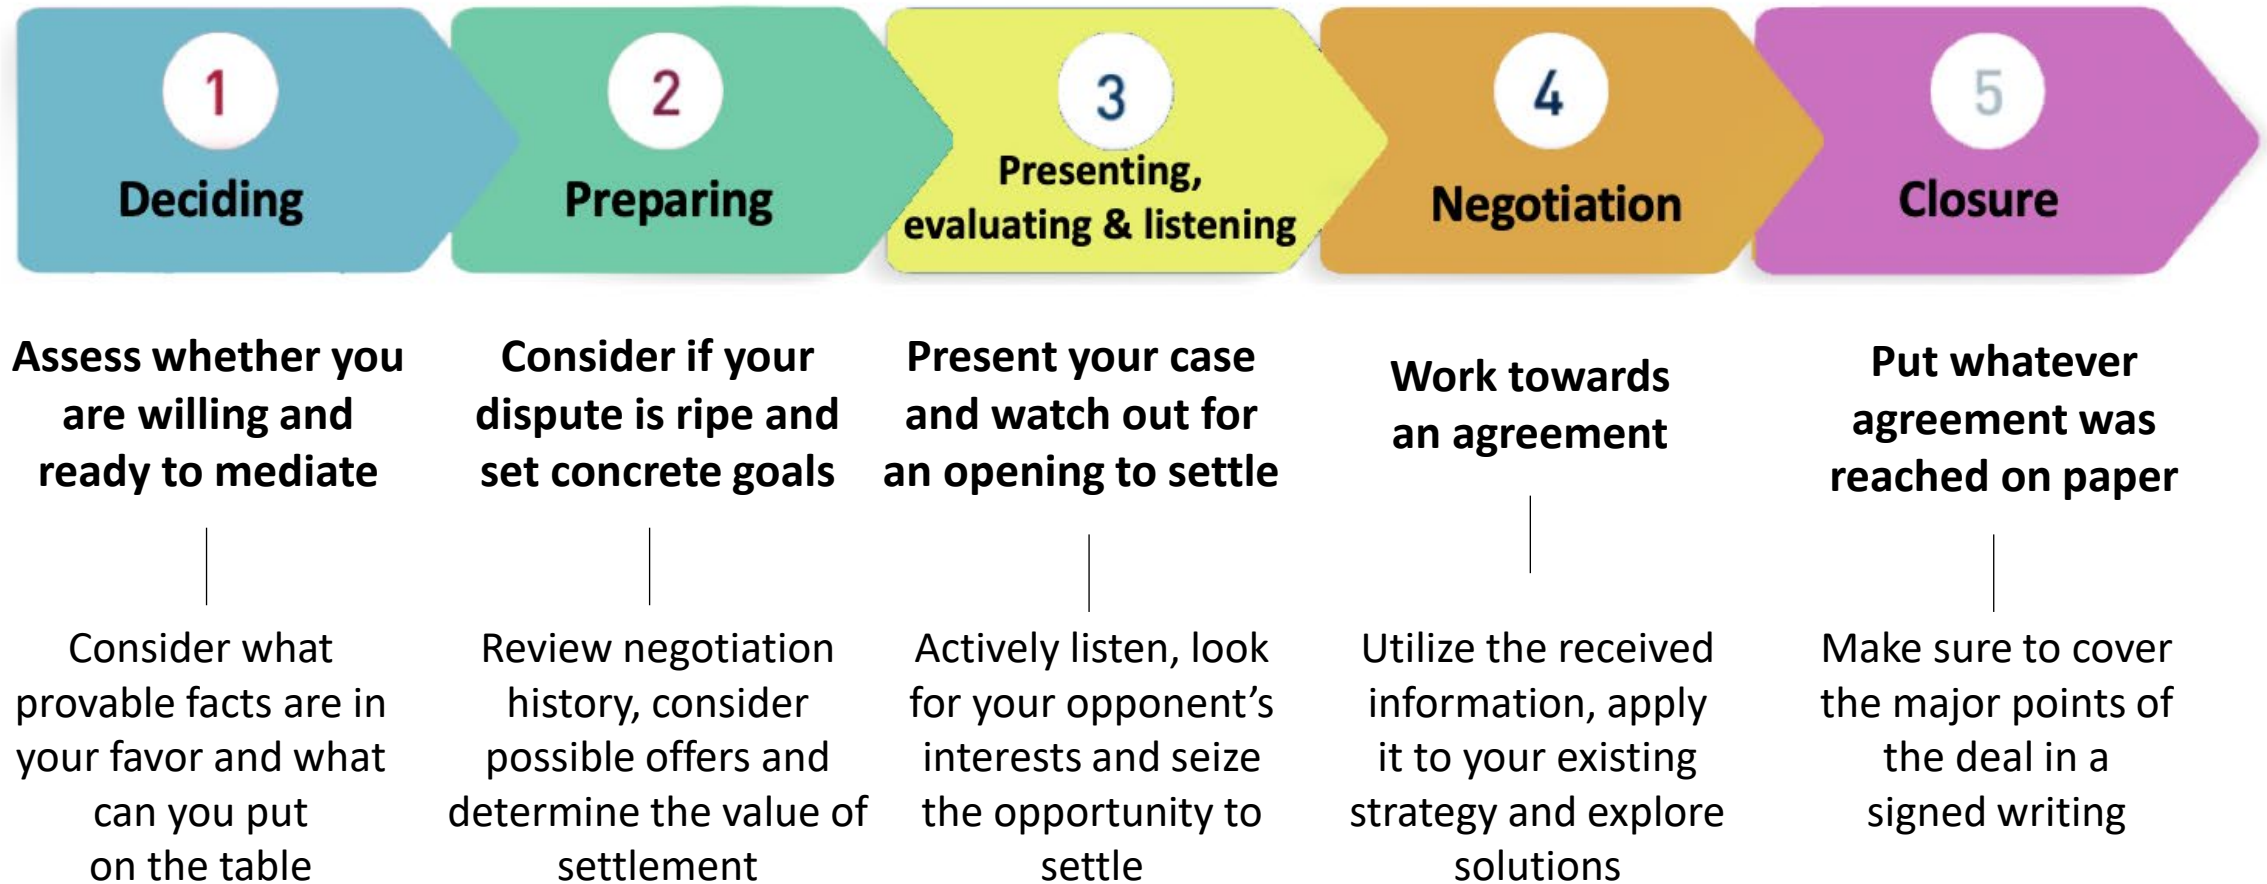 1
Deciding
Assess whether you
are willing and
ready to mediate
Consider what
provable facts are in
your favor and what
can you put
on the table
2
Preparing
Consider if your
dispute is ripe and
set concrete goals
Review negotiation
history, consider
possible offers and
determine the value of
settlement
3
Presenting,
evaluating & listening
Present your case
and watch out for
an opening to settle
Actively listen, look
for your opponent’s
interests and seize
the opportunity to
settle
4
Negotiation
Work towards
an agreement
Utilize the received
information, apply
it to your existing
strategy and explore
solutions
5
Closure
Put whatever
agreement was
reached on paper
Make sure to cover
the major points of
the deal in a
signed writing